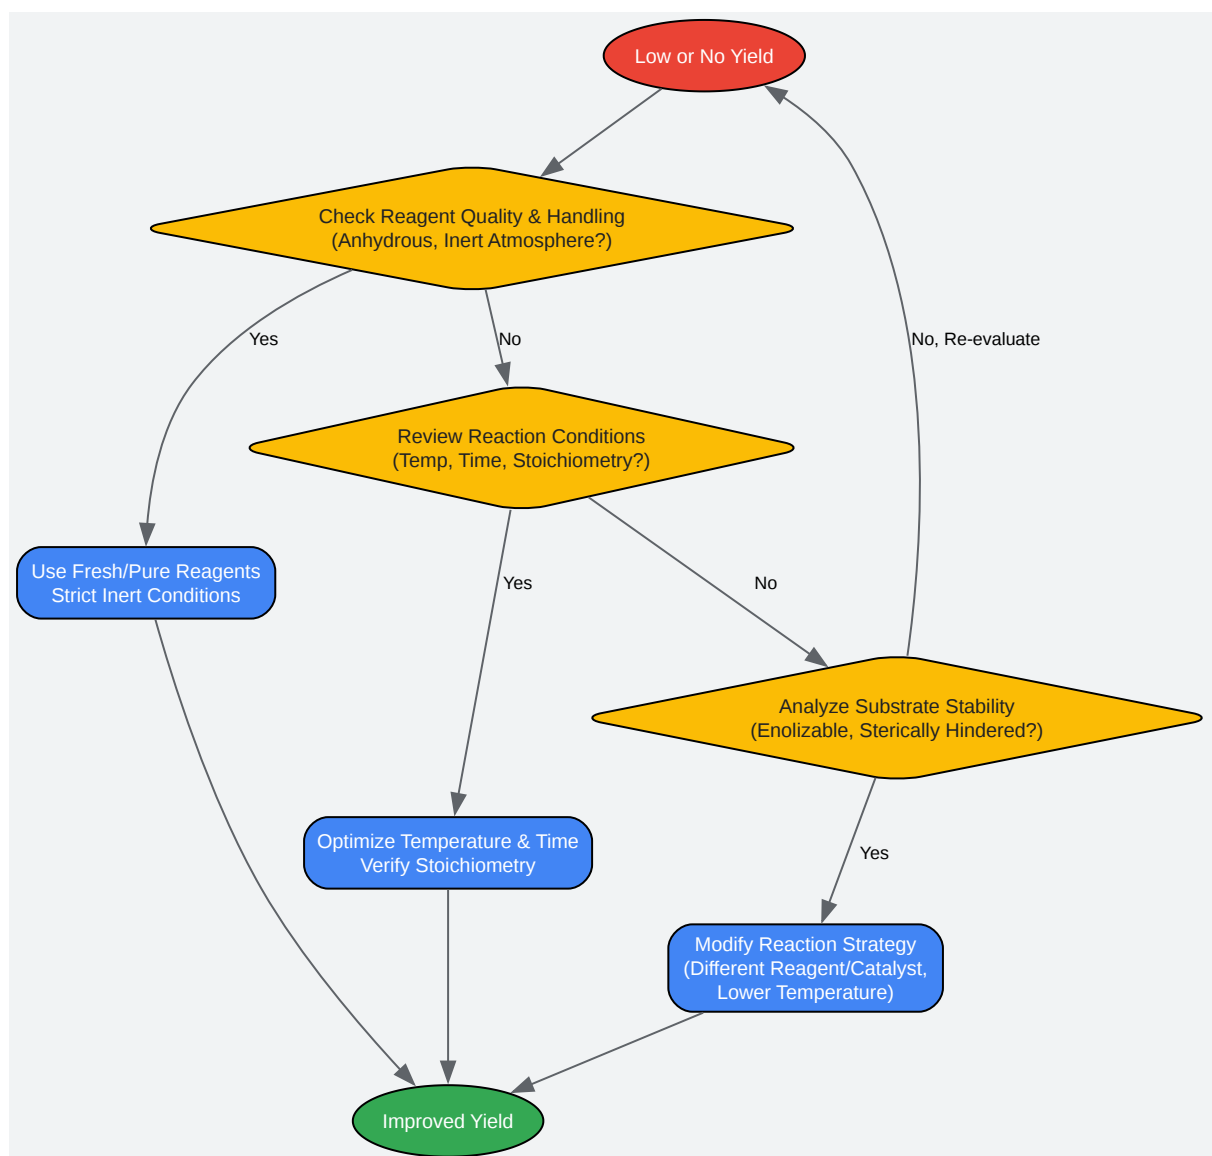 Low or No Yield
Check Reagent Quality & Handling
(Anhydrous, Inert Atmosphere?)
Yes
No
No, Re-evaluate
Review Reaction Conditions
(Temp, Time, Stoichiometry?)
Use Fresh/Pure Reagents
Strict Inert Conditions
Yes
No
Analyze Substrate Stability
(Enolizable, Sterically Hindered?)
Optimize Temperature & Time
Verify Stoichiometry
Yes
Modify Reaction Strategy
(Different Reagent/Catalyst,
Lower Temperature)
Improved Yield